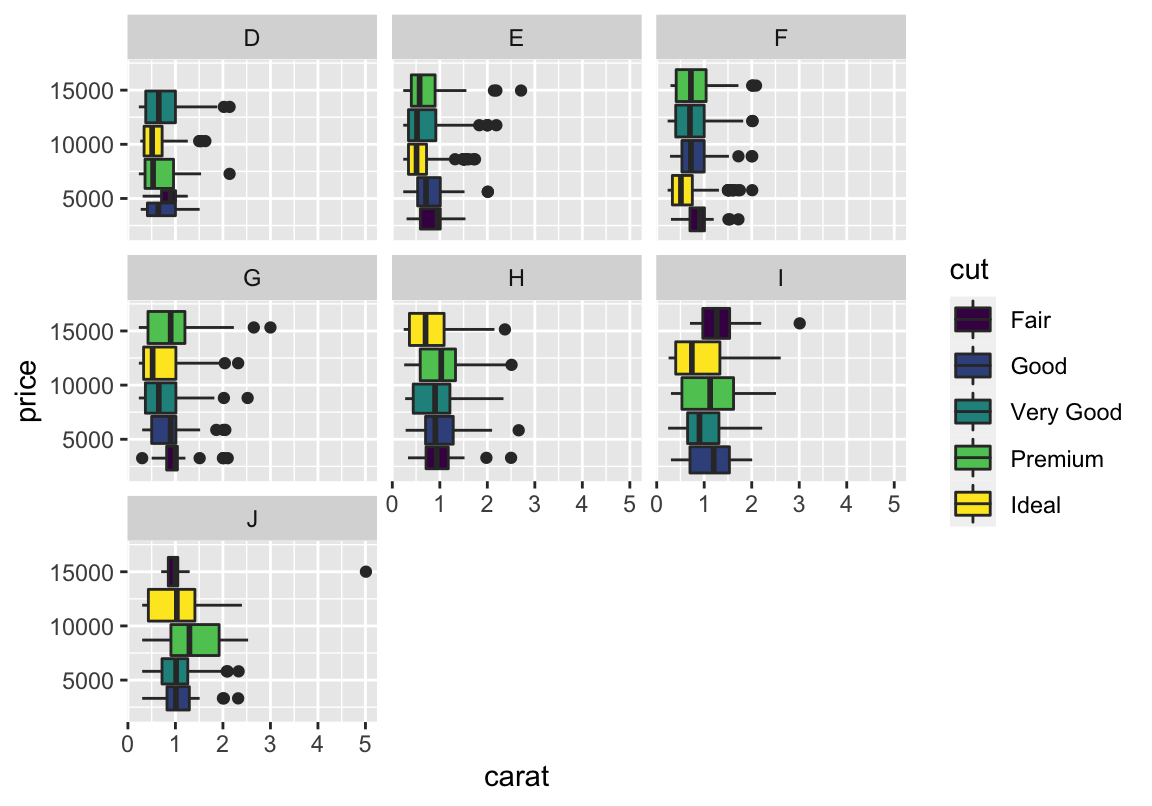 D E F
15000
10000
5000
G H I
15000
10000
5000
0 1 2 3 4 5 0 1 2 3 4 5
J
15000
10000
5000
0 1 2 3 4 5
price
carat
cut
Fair
Good
Very Good
Premium
Ideal